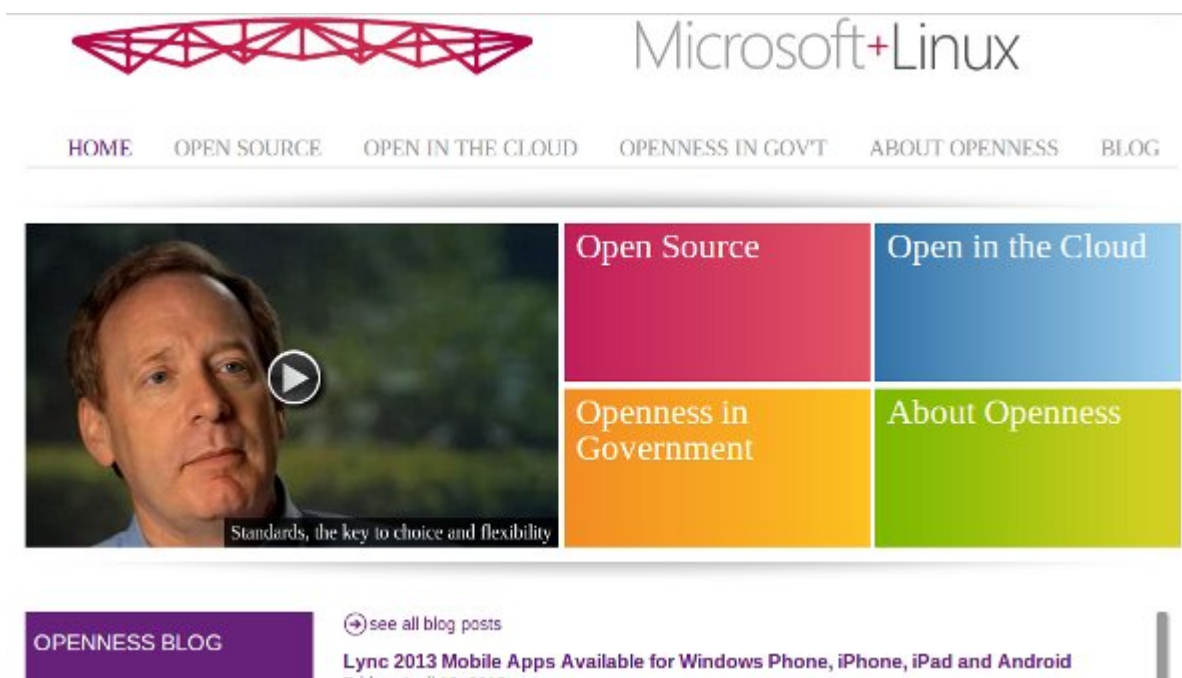 Microsoft+Linux
HOME OPEN SOURCE OPEN IN THE CLOUD OPENNESS IN GOV'T ABOUT OPENNESS BLOG
Open Source
Open in the Cloud
Openness in
Government
About Openness
Standards, the key to choice and flexibility
OPENNESS BLOG
see all blog posts
Lync 2013 Mobile Apps Available for Windows Phone, iPhone, iPad and Android